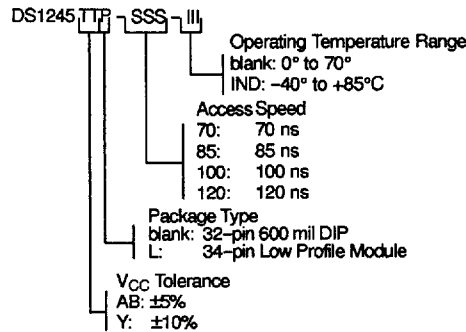 DS1245TTP - SSS - III
Operating Temperature Range
blank: 0° to 70°
IND: –40° to +85°C
Access Speed
70: 70 ns
85: 85 ns
100: 100 ns
120: 120 ns
Package Type
blank: 32–pin 600 mil DIP
L: 34–pin Low Profile Module
VCC Tolerance
AB: ±5%
Y: ±10%